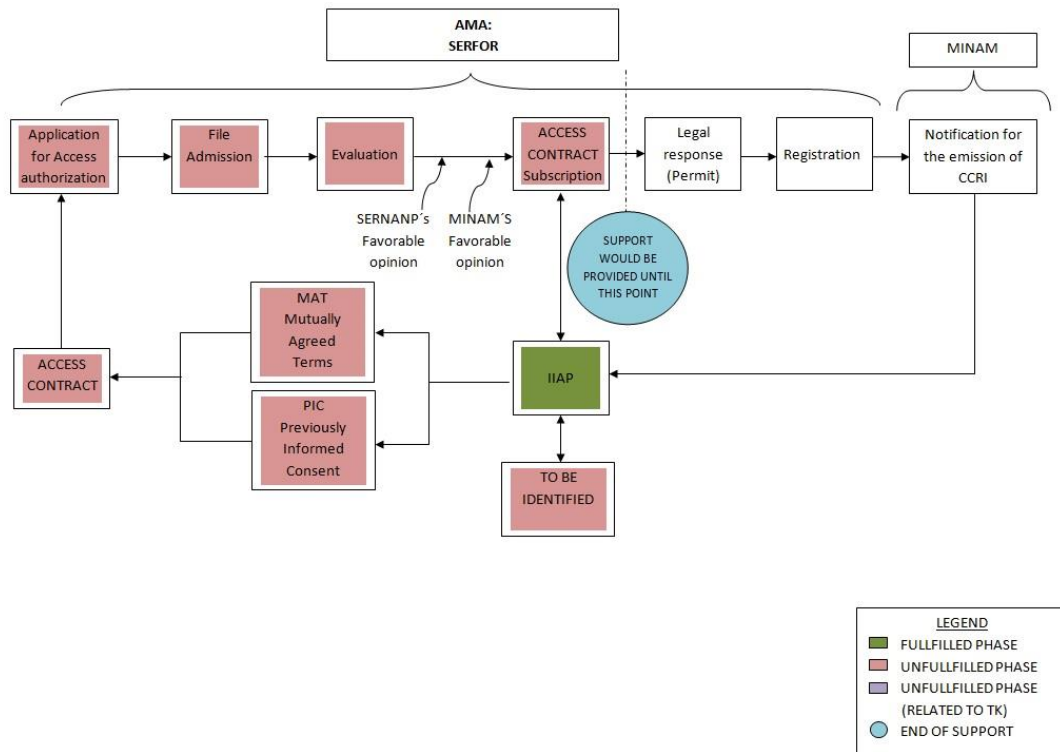 AMA:
SERFOR
MINAM
Application
for Access
authorization
File
Admission
Evaluation
ACCESS
CONTRACT
Subscription
Legal
response
(Permit)
Registration
Notification for
the emission of
CCRI
SERNANP´s
Favorable
opinion
MINAM´S
Favorable
opinion
SUPPORT
WOULD BE
PROVIDED UNTIL
THIS POINT
MAT
Mutually
Agreed
Terms
ACCESS
CONTRACT
IIAP
PIC
Previously
Informed
Consent
TO BE
IDENTIFIED
LEGEND
FULLFILLED PHASE
UNFULLFILLED PHASE
UNFULLFILLED PHASE
(RELATED TO TK)
END OF SUPPORT